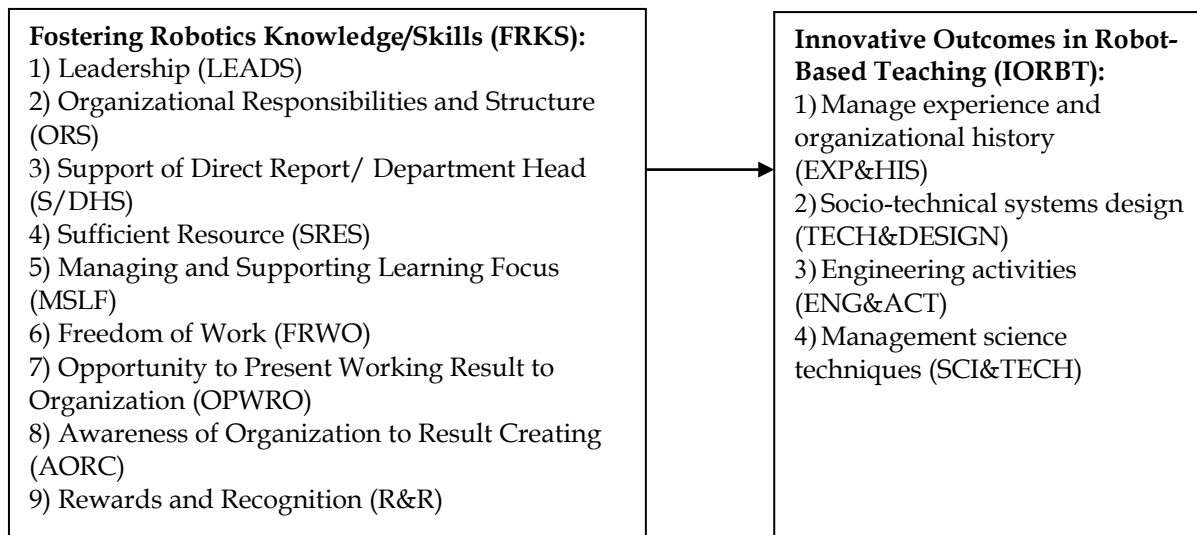 Fostering Robotics Knowledge/Skills (FRKS):
1) Leadership (LEADS)
2) Organizational Responsibilities and Structure
(ORS)
3) Support of Direct Report/ Department Head
(S/DHS)
4) Sufficient Resource (SRES)
5) Managing and Supporting Learning Focus
(MSLF)
6) Freedom of Work (FRWO)
7) Opportunity to Present Working Result to
Organization (OPWRO)
8) Awareness of Organization to Result Creating
(AORC)
9) Rewards and Recognition (R&R)
Innovative Outcomes in Robot-
Based Teaching (IORBT):
1) Manage experience and
organizational history
(EXP&HIS)
2) Socio-technical systems design
(TECH&DESIGN)
3) Engineering activities
(ENG&ACT)
4) Management science
techniques (SCI&TECH)